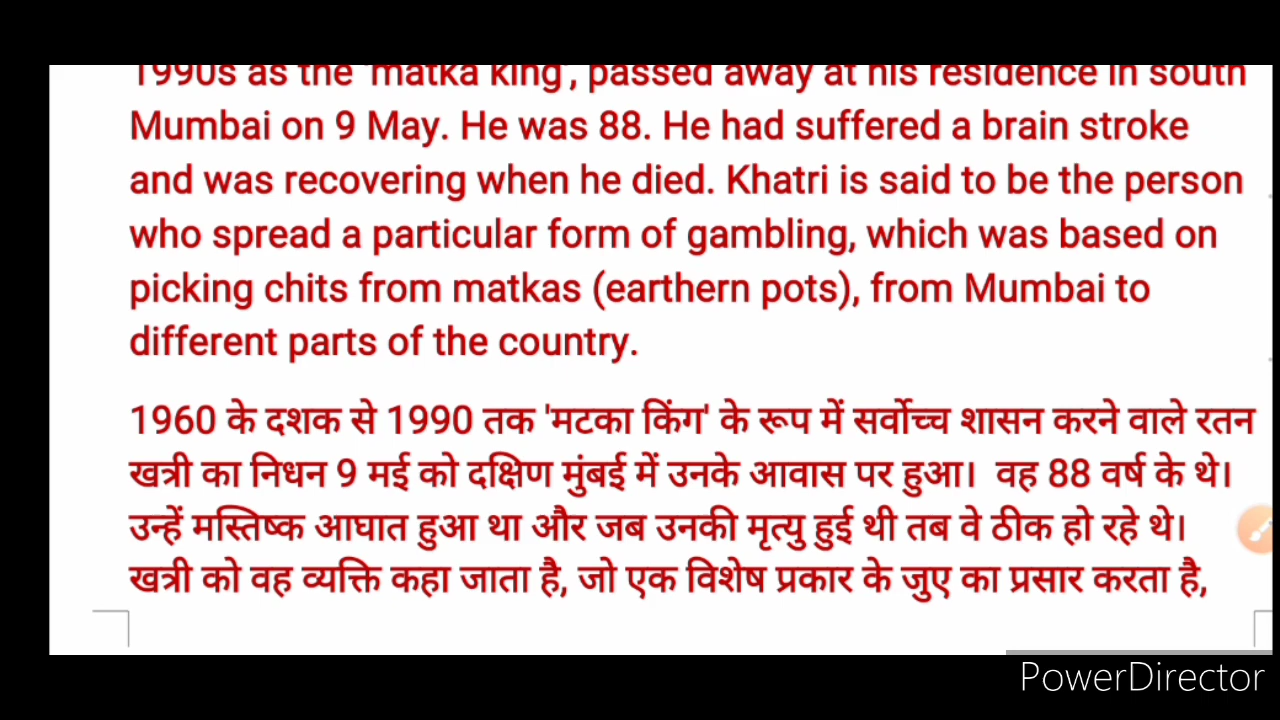 1990s as the 'matka king', passed away at his residence in south
Mumbai on 9 May. He was 88. He had suffered a brain stroke
and was recovering when he died. Khatri is said to be the person
who spread a particular form of gambling, which was based on
picking chits from matkas (earthern pots), from Mumbai to
different parts of the country.
1960 के दशक से 1990 तक 'मटका किंग' के रूप में सर्वोच्च शासन करने वाले रतन
खत्री का निधन 9 मई को दक्षिण मुंबई में उनके आवास पर हुआ। वह 88 वर्ष के थे।
उन्हें मस्तिष्क आघात हुआ था और जब उनकी मृत्यु हुई थी तब वे ठीक हो रहे थे।
खत्री को वह व्यक्ति कहा जाता है, जो एक विशेष प्रकार के जुए का प्रसार करता है,
PowerDirector